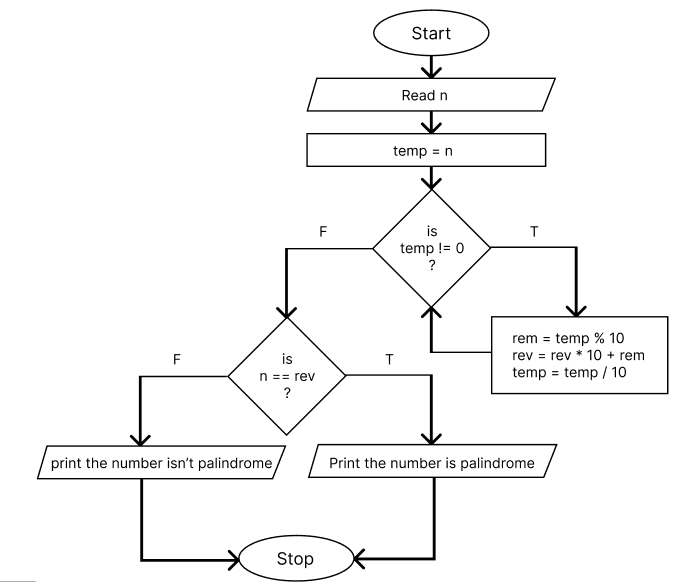 Start
Read n
temp = n
is
temp != 0
?
F
T
rem = temp % 10
rev = rev * 10 + rem
temp = temp / 10
is
n == rev
?
F
T
print the number isn’t palindrome
Print the number is palindrome
Stop